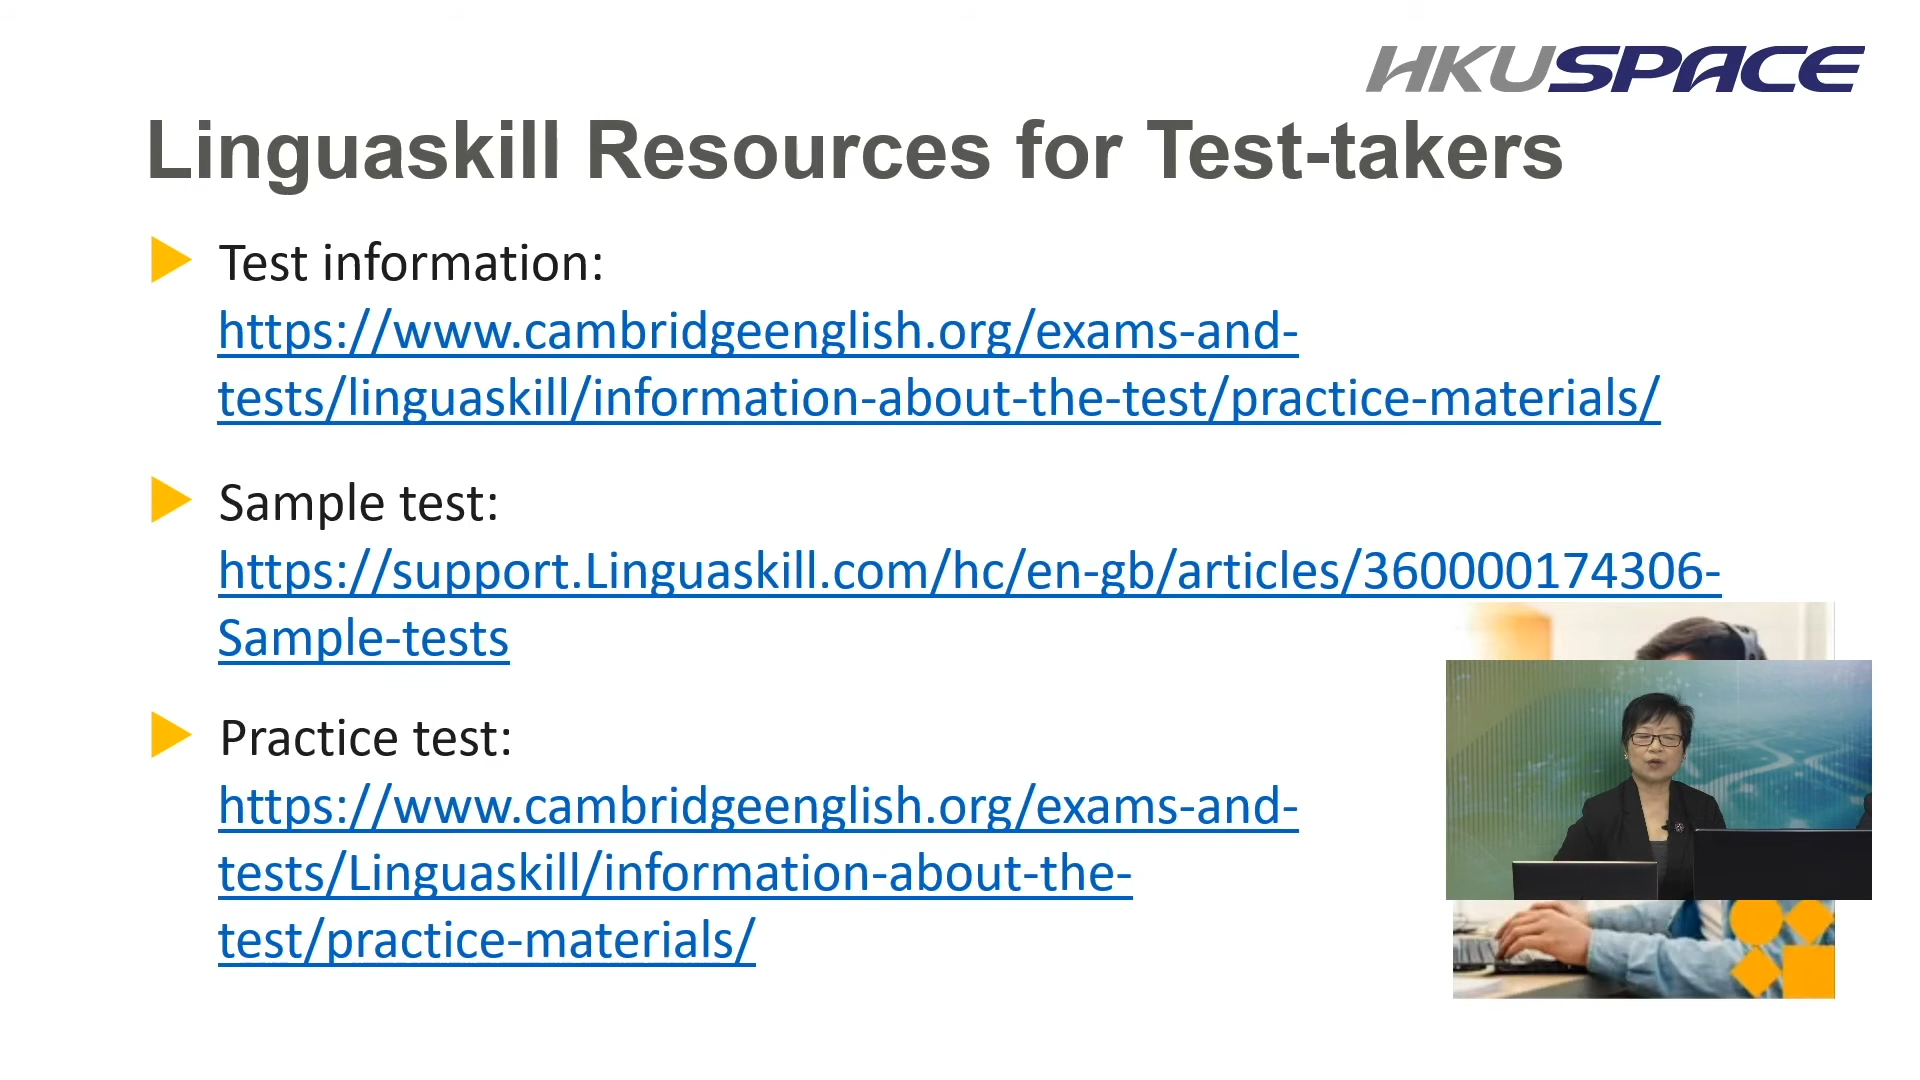 HKUSPACE
Linguaskill Resources for Test-takers
Test information:
https://www.cambridgeenglish.org/exams-and-
tests/linguaskill/information-about-the-test/practice-materials/
Sample test:
https://support.Linguaskill.com/hc/en-gb/articles/360000174306-
Sample-tests
Practice test:
https://www.cambridgeenglish.org/exams-and-
tests/Linguaskill/information-about-the-
test/practice-materials/